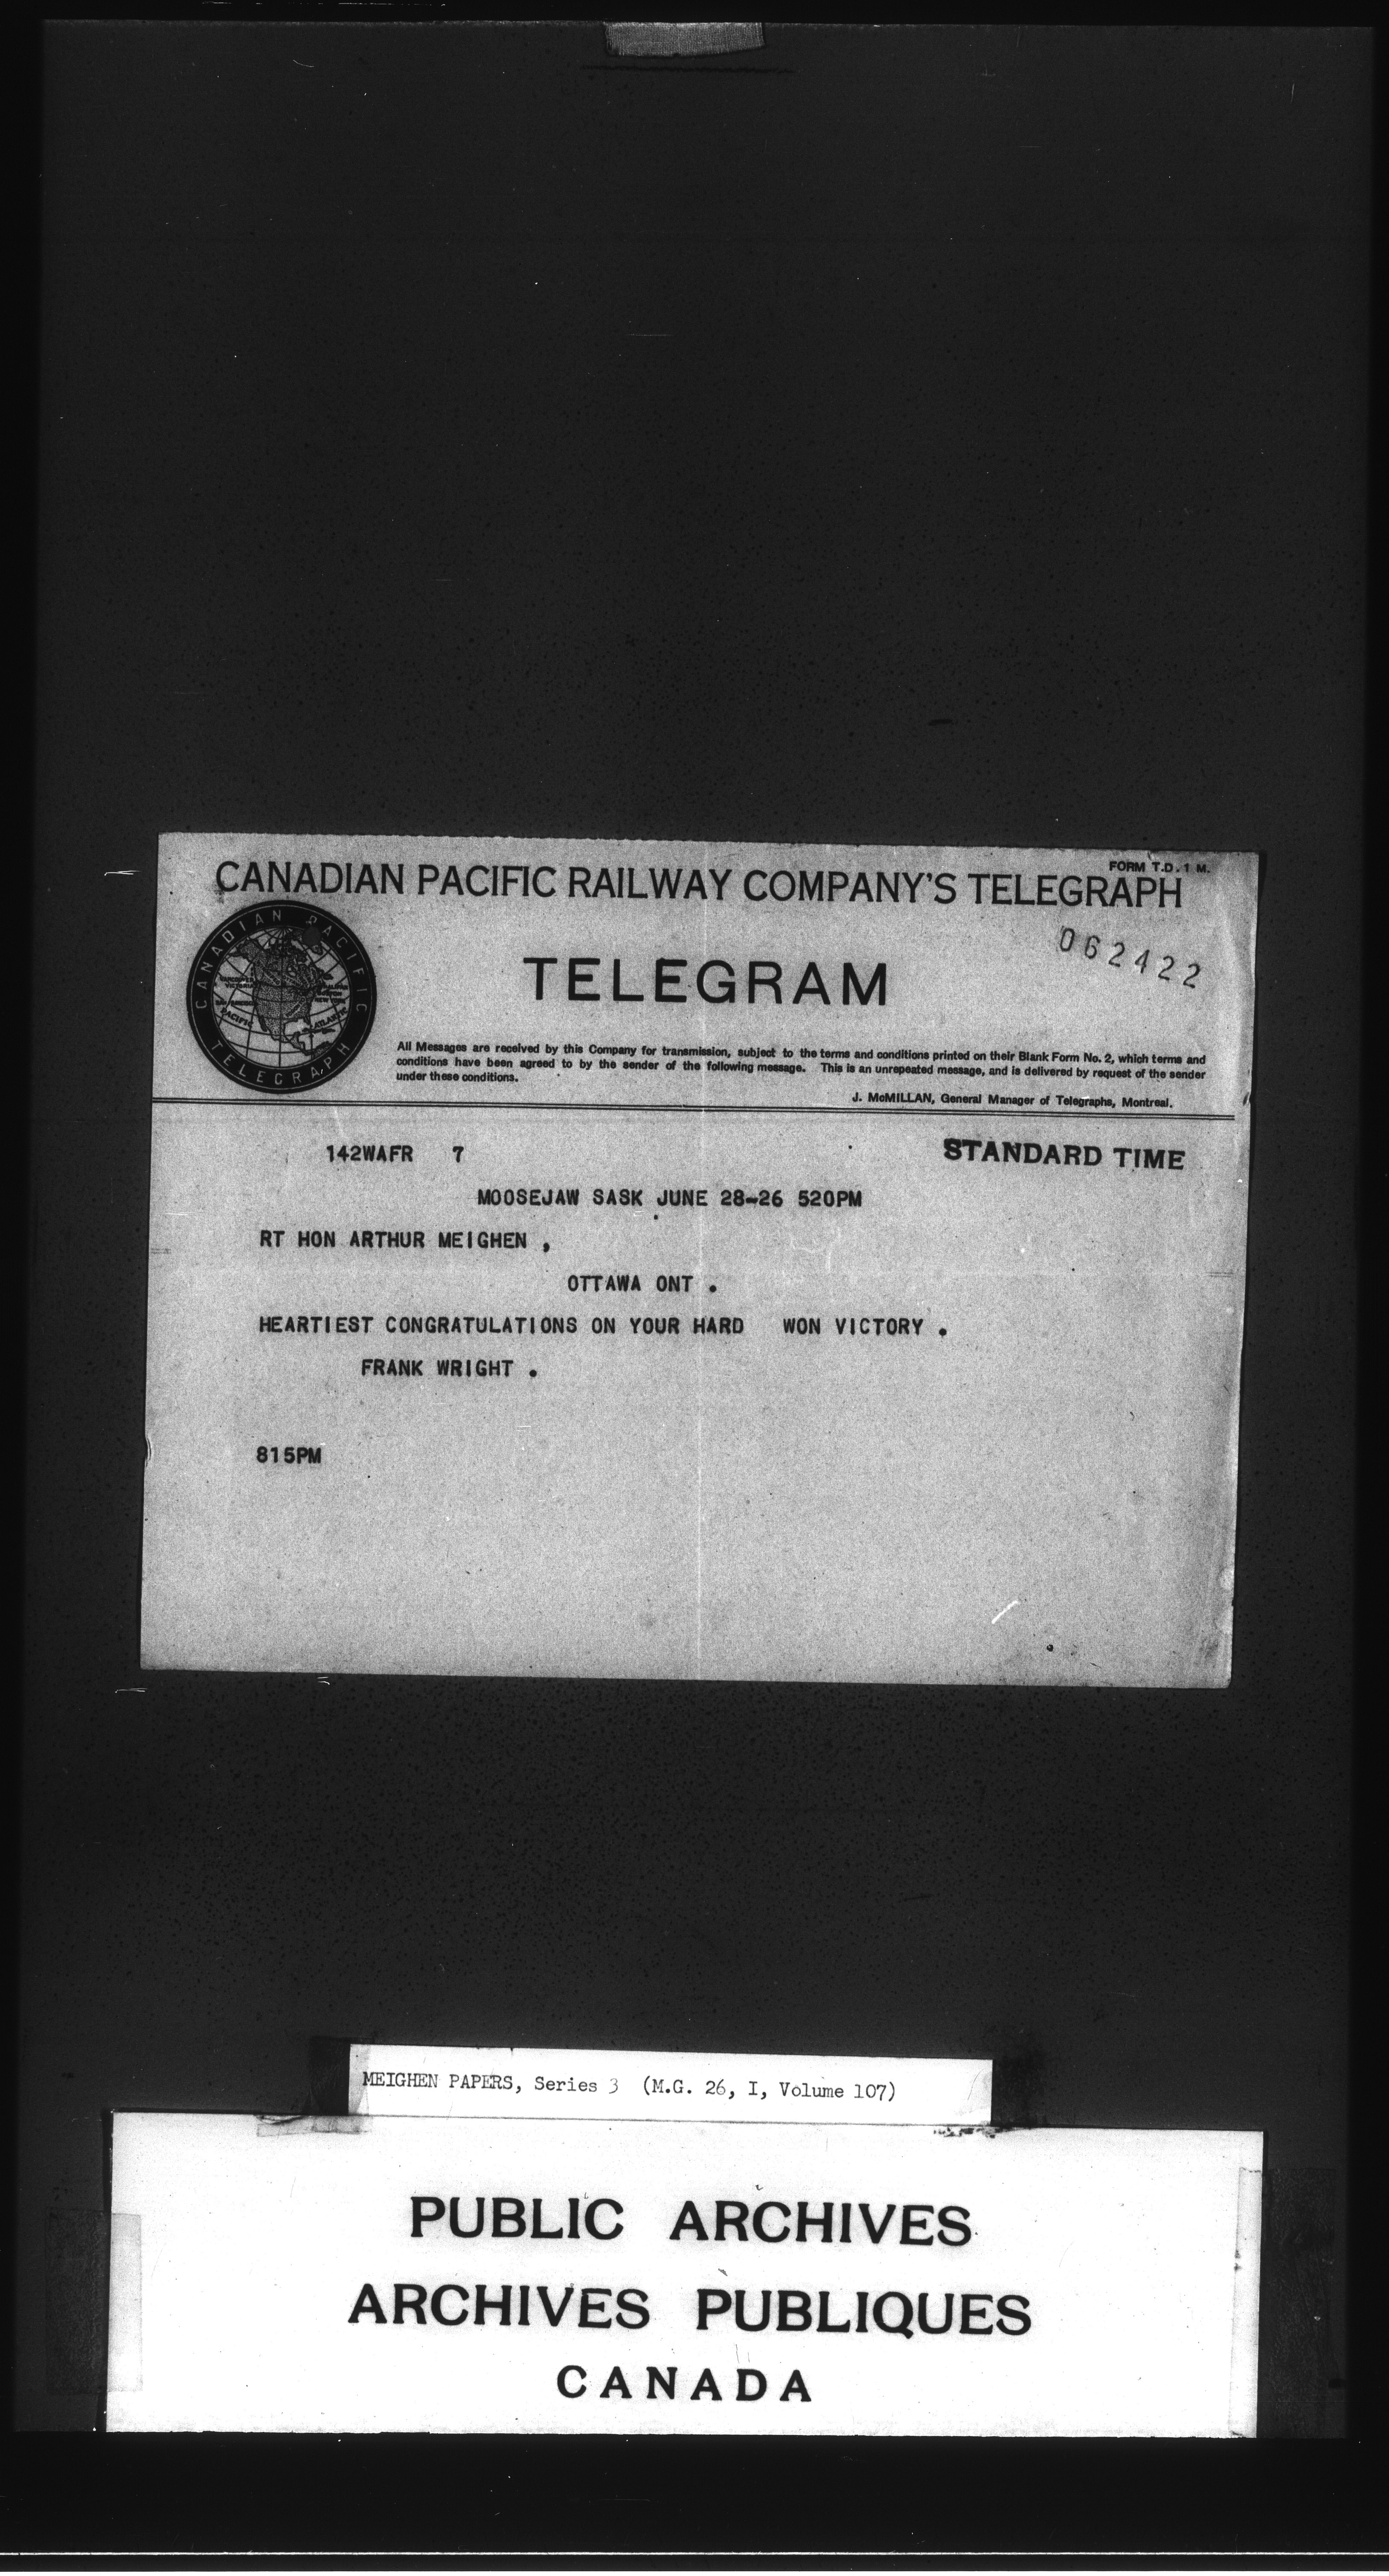 FORM T.D. 1 M.
CANADIAN PACIFIC RAILWAY COMPANY'S TELEGRAPH
CANADIAN PACIFIC
TELEGRAPH
PACIFIC
ATLANTIC
062422
TELEGRAM
All Messages are received by this Company for transmission, subject to the terms and conditions printed on their Blank Form No. 2, which terms and
conditions have been agreed to by the sender of the following message. This is an unrepeated message, and is delivered by request of the sender
under these conditions.
J. McMILLAN, General Manager of Telegraphs, Montreal.
142WAFR 7
STANDARD TIME
MOOSEJAW SASK JUNE 28-26 520PM
RT HON ARTHUR MEIGHEN ,
OTTAWA ONT .
HEARTIEST CONGRATULATIONS ON YOUR HARD WON VICTORY .
FRANK WRIGHT .
815PM
MEIGHEN PAPERS, Series 3 (M.G. 26, I, Volume 107)
PUBLIC ARCHIVES
ARCHIVES PUBLIQUES
CANADA